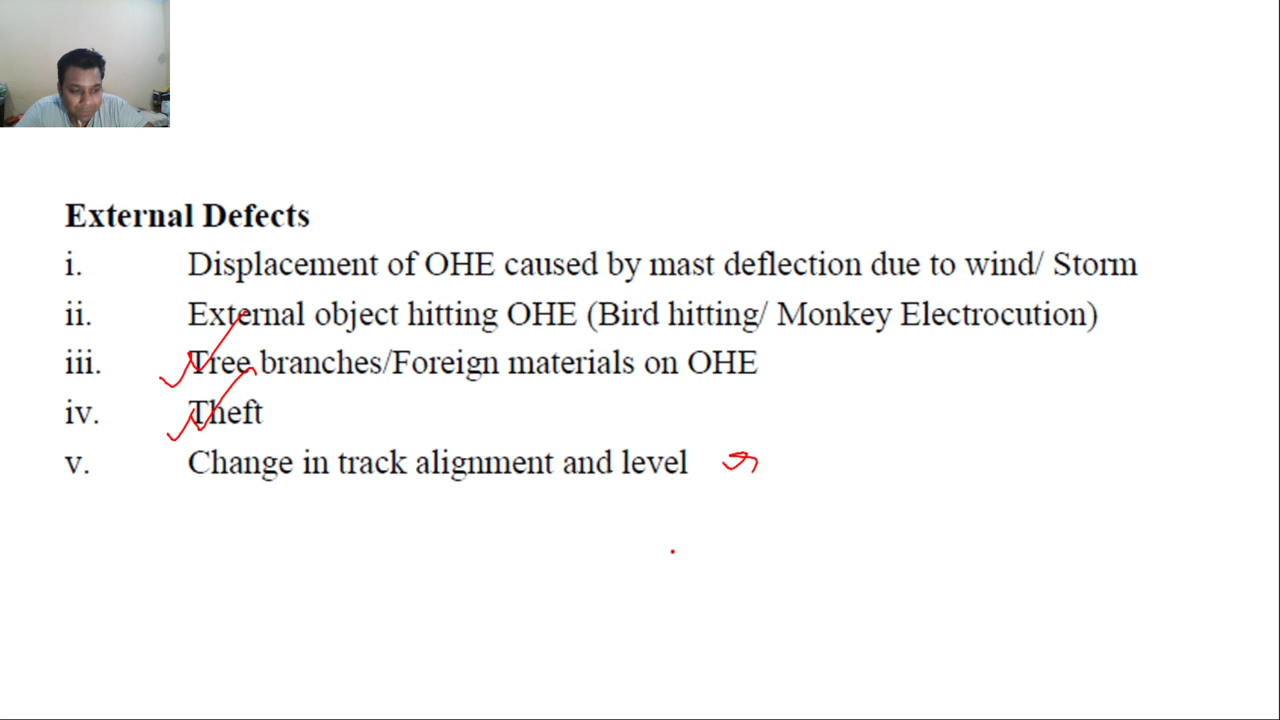 External Defects
i. Displacement of OHE caused by mast deflection due to wind/ Storm
ii. External object hitting OHE (Bird hitting/ Monkey Electrocution)
iii. Tree branches/Foreign materials on OHE
iv. Theft
v. Change in track alignment and level